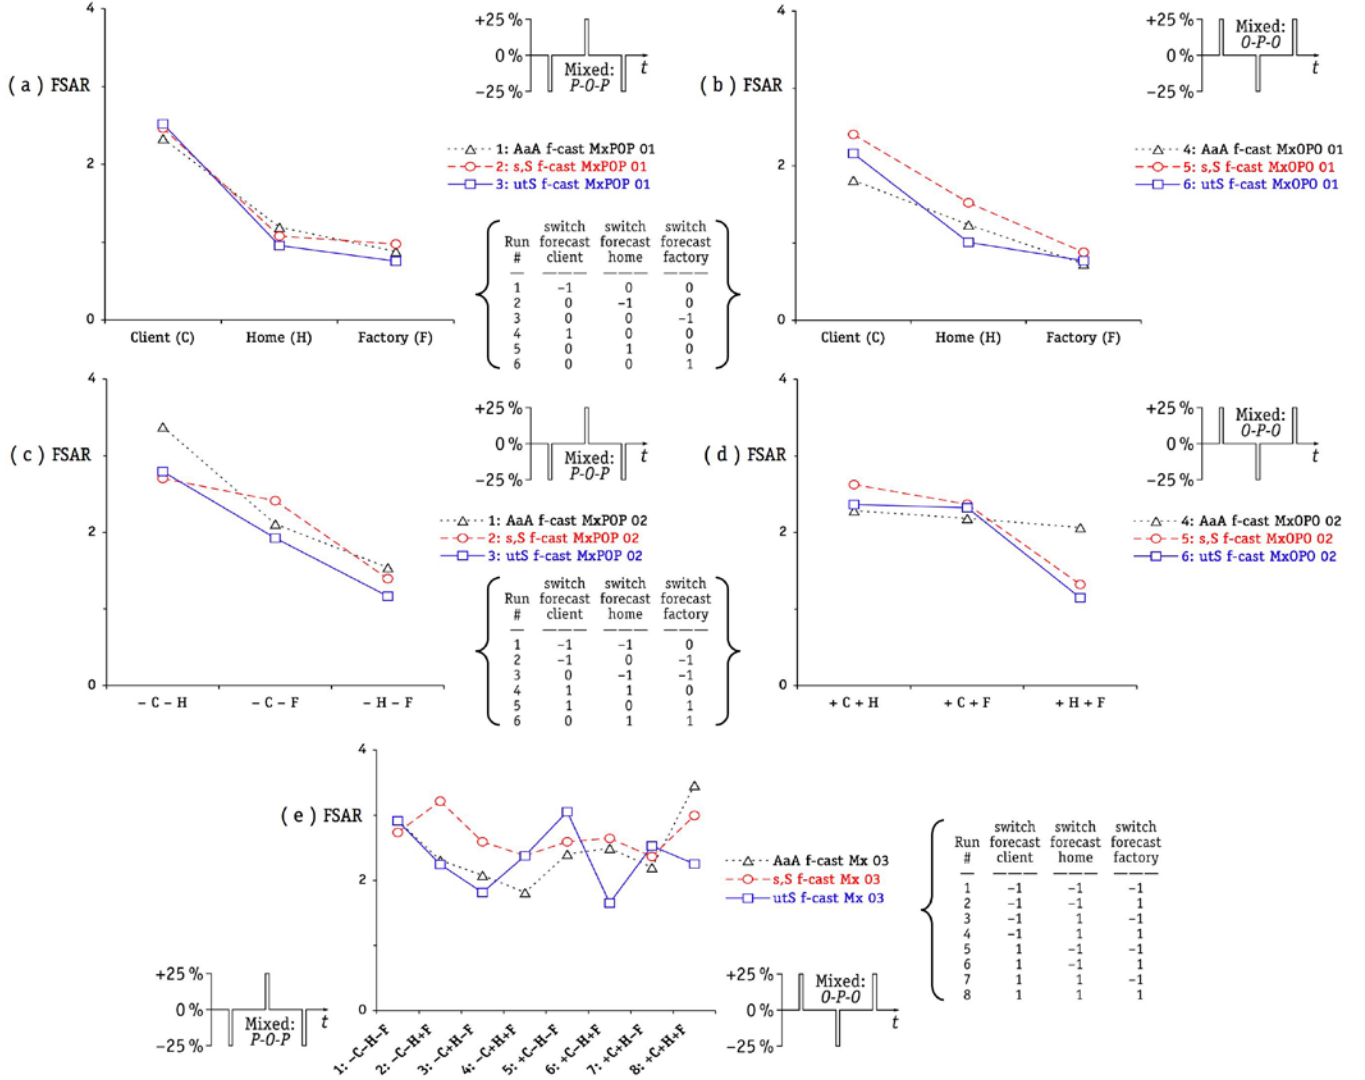 4
( a ) FSAR
2
0
Client (C) Home (H) Factory (F)
+25 %
0 %
−25 %
Mixed:
P-O-P
t
1: AaA f-cast MxPOP 01
2: s,S f-cast MxPOP 01
3: utS f-cast MxPOP 01
switch switch switch
Run forecast forecast forecast
# client home factory
1 −1 0 0
2 0 −1 0
3 0 0 −1
4 1 0 0
5 0 1 0
6 0 0 1
4
( b ) FSAR
2
0
Client (C) Home (H) Factory (F)
+25 %
0 %
−25 %
Mixed:
O-P-O
t
4: AaA f-cast MxOPO 01
5: s,S f-cast MxOPO 01
6: utS f-cast MxOPO 01
4
( c ) FSAR
2
0
− C − H − C − F − H − F
+25 %
0 %
−25 %
Mixed:
P-O-P
t
1: AaA f-cast MxPOP 02
2: s,S f-cast MxPOP 02
3: utS f-cast MxPOP 02
switch switch switch
Run forecast forecast forecast
# client home factory
1 −1 −1 0
2 −1 0 −1
3 0 −1 −1
4 1 1 0
5 1 0 1
6 0 1 1
4
( d ) FSAR
2
0
+ C + H + C + F + H + F
+25 %
0 %
−25 %
Mixed:
O-P-O
t
4: AaA f-cast MxOPO 02
5: s,S f-cast MxOPO 02
6: utS f-cast MxOPO 02
4
( e ) FSAR
2
0
1: −C−H−F
2: −C−H+F
3: −C+H−F
4: −C+H+F
5: +C−H−F
6: +C−H+F
7: +C+H−F
8: +C+H+F
AaA f-cast Mx 03
s,S f-cast Mx 03
utS f-cast Mx 03
switch switch switch
Run forecast forecast forecast
# client home factory
1 −1 −1 −1
2 −1 −1 1
3 −1 1 −1
4 −1 1 1
5 1 −1 −1
6 1 −1 1
7 1 1 −1
8 1 1 1
+25 %
0 %
−25 %
Mixed:
P-O-P
t
+25 %
0 %
−25 %
Mixed:
O-P-O
t